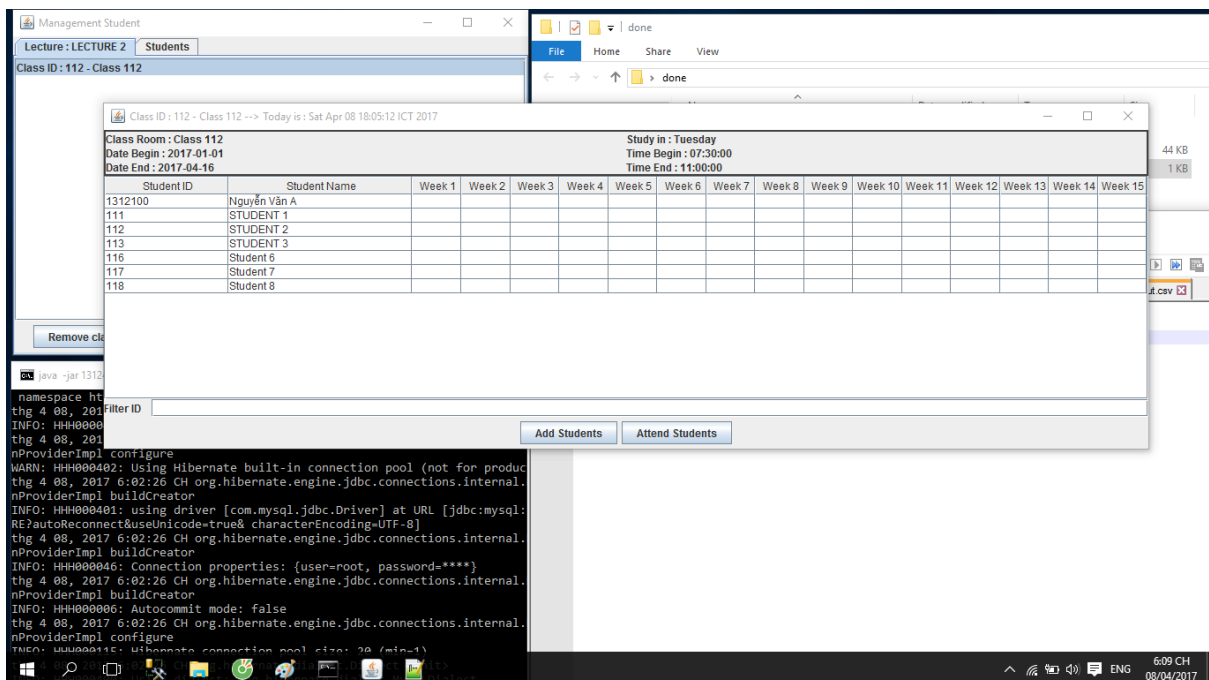 Management Student
Lecture : LECTURE 2 Students
Class ID : 112 - Class 112
done
File Home Share View
done
Class ID : 112 - Class 112 --> Today is : Sat Apr 08 18:05:12 ICT 2017
Class Room : Class 112 Study in : Tuesday
Date Begin : 2017-01-01 Time Begin : 07:30:00
Date End : 2017-04-16 Time End : 11:00:00
44 KB
1 KB
Student ID Student Name Week 1 Week 2 Week 3 Week 4 Week 5 Week 6 Week 7 Week 8 Week 9 Week 10 Week 11 Week 12 Week 13 Week 14 Week 15
1312100 Nguyễn Văn A
111 STUDENT 1
112 STUDENT 2
113 STUDENT 3
116 Student 6
117 Student 7
118 Student 8
ut.csv
Remove cla
Filter ID
Add Students Attend Students
java -jar 1312
namespace ht
thg 4 08, 201
INFO: HHH0000
thg 4 08, 201
nProviderImpl configure
WARN: HHH000402: Using Hibernate built-in connection pool (not for produc
thg 4 08, 2017 6:02:26 CH org.hibernate.engine.jdbc.connections.internal.
nProviderImpl buildCreator
INFO: HHH000401: using driver [com.mysql.jdbc.Driver] at URL [jdbc:mysql:
RE?autoReconnect&useUnicode=true& characterEncoding=UTF-8]
thg 4 08, 2017 6:02:26 CH org.hibernate.engine.jdbc.connections.internal.
nProviderImpl buildCreator
INFO: HHH000046: Connection properties: {user=root, password=****}
thg 4 08, 2017 6:02:26 CH org.hibernate.engine.jdbc.connections.internal.
nProviderImpl buildCreator
INFO: HHH000006: Autocommit mode: false
thg 4 08, 2017 6:02:26 CH org.hibernate.engine.jdbc.connections.internal.
nProviderImpl configure
INFO: HHH000115: Hibernate connection pool size: 20 (min=1)
ENG 6:09 CH
08/04/2017